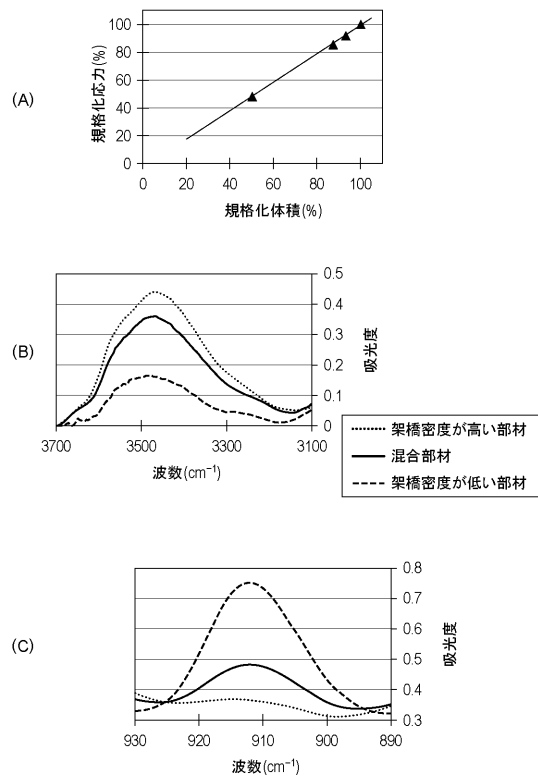 (A)
規格化応力(%)
100
80
60
40
20
0
0 20 40 60 80 100
規格化体積(%)
(B)
0.5
0.4
0.3
0.2
0.1
0
吸光度
3700 3500 3300 3100
波数(cm⁻¹)
架橋密度が高い部材
混合部材
架橋密度が低い部材
(C)
0.8
0.7
0.6
0.5
0.4
0.3
吸光度
930 920 910 900 890
波数(cm⁻¹)